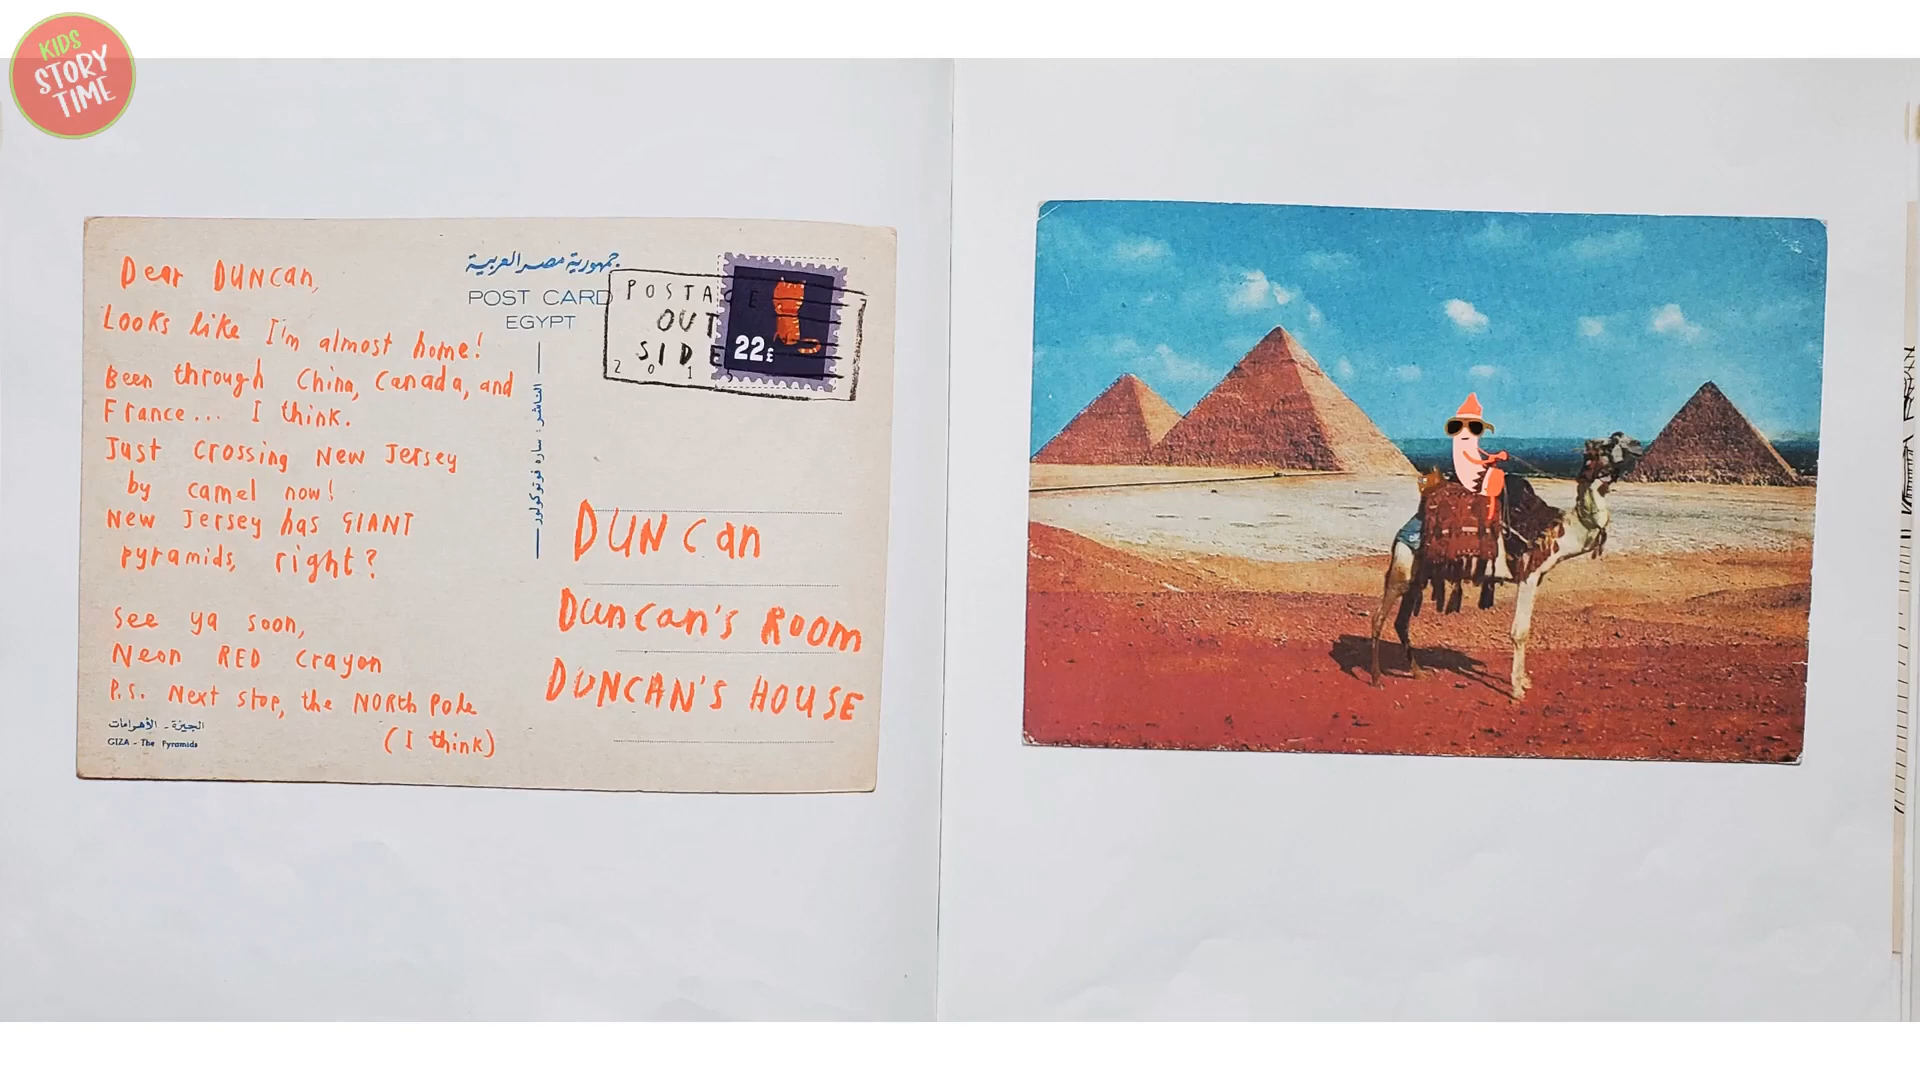 KIDS
STORY
TIME
Dear DUNCan,
Looks like I'm almost home!
Been through China, Canada, and
France... I think.
Just crossing New Jersey
by camel now!
New Jersey has GIANT
pyramids, right?
See ya soon,
Neon RED Crayon
P.S. Next stop, the NORth Pole
(I think)
الجيزة - الأهرامات
GIZA - The Pyramids
جمهورية مصر العربية
POST CARD
EGYPT
POSTAGE
OUT
SIDE
2015
22£
DUNCan
Duncan's Room
DUNCAN'S HOUSE